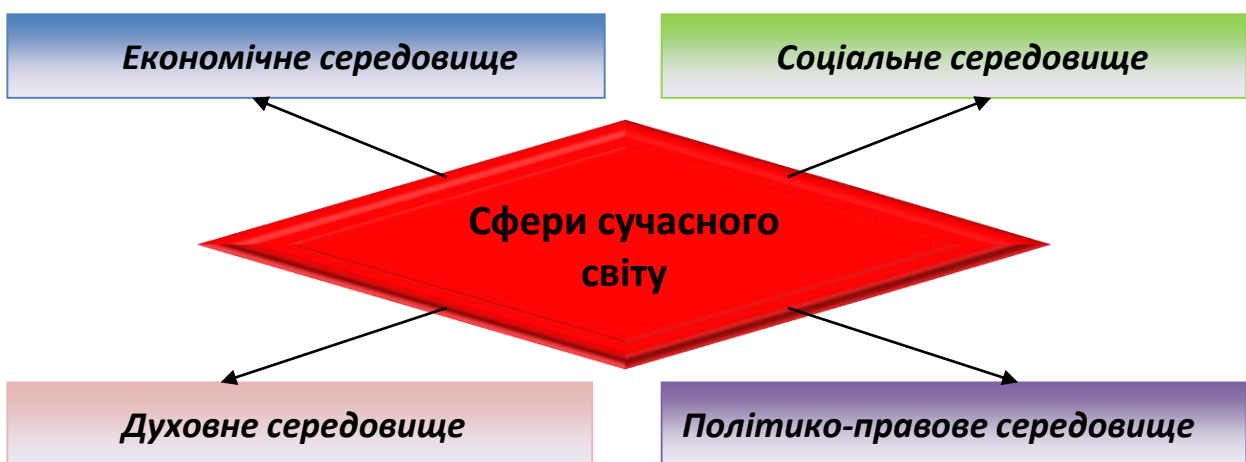 Економічне середовище
Соціальне середовище
Сфери сучасного
світу
Духовне середовище
Політико-правове середовище